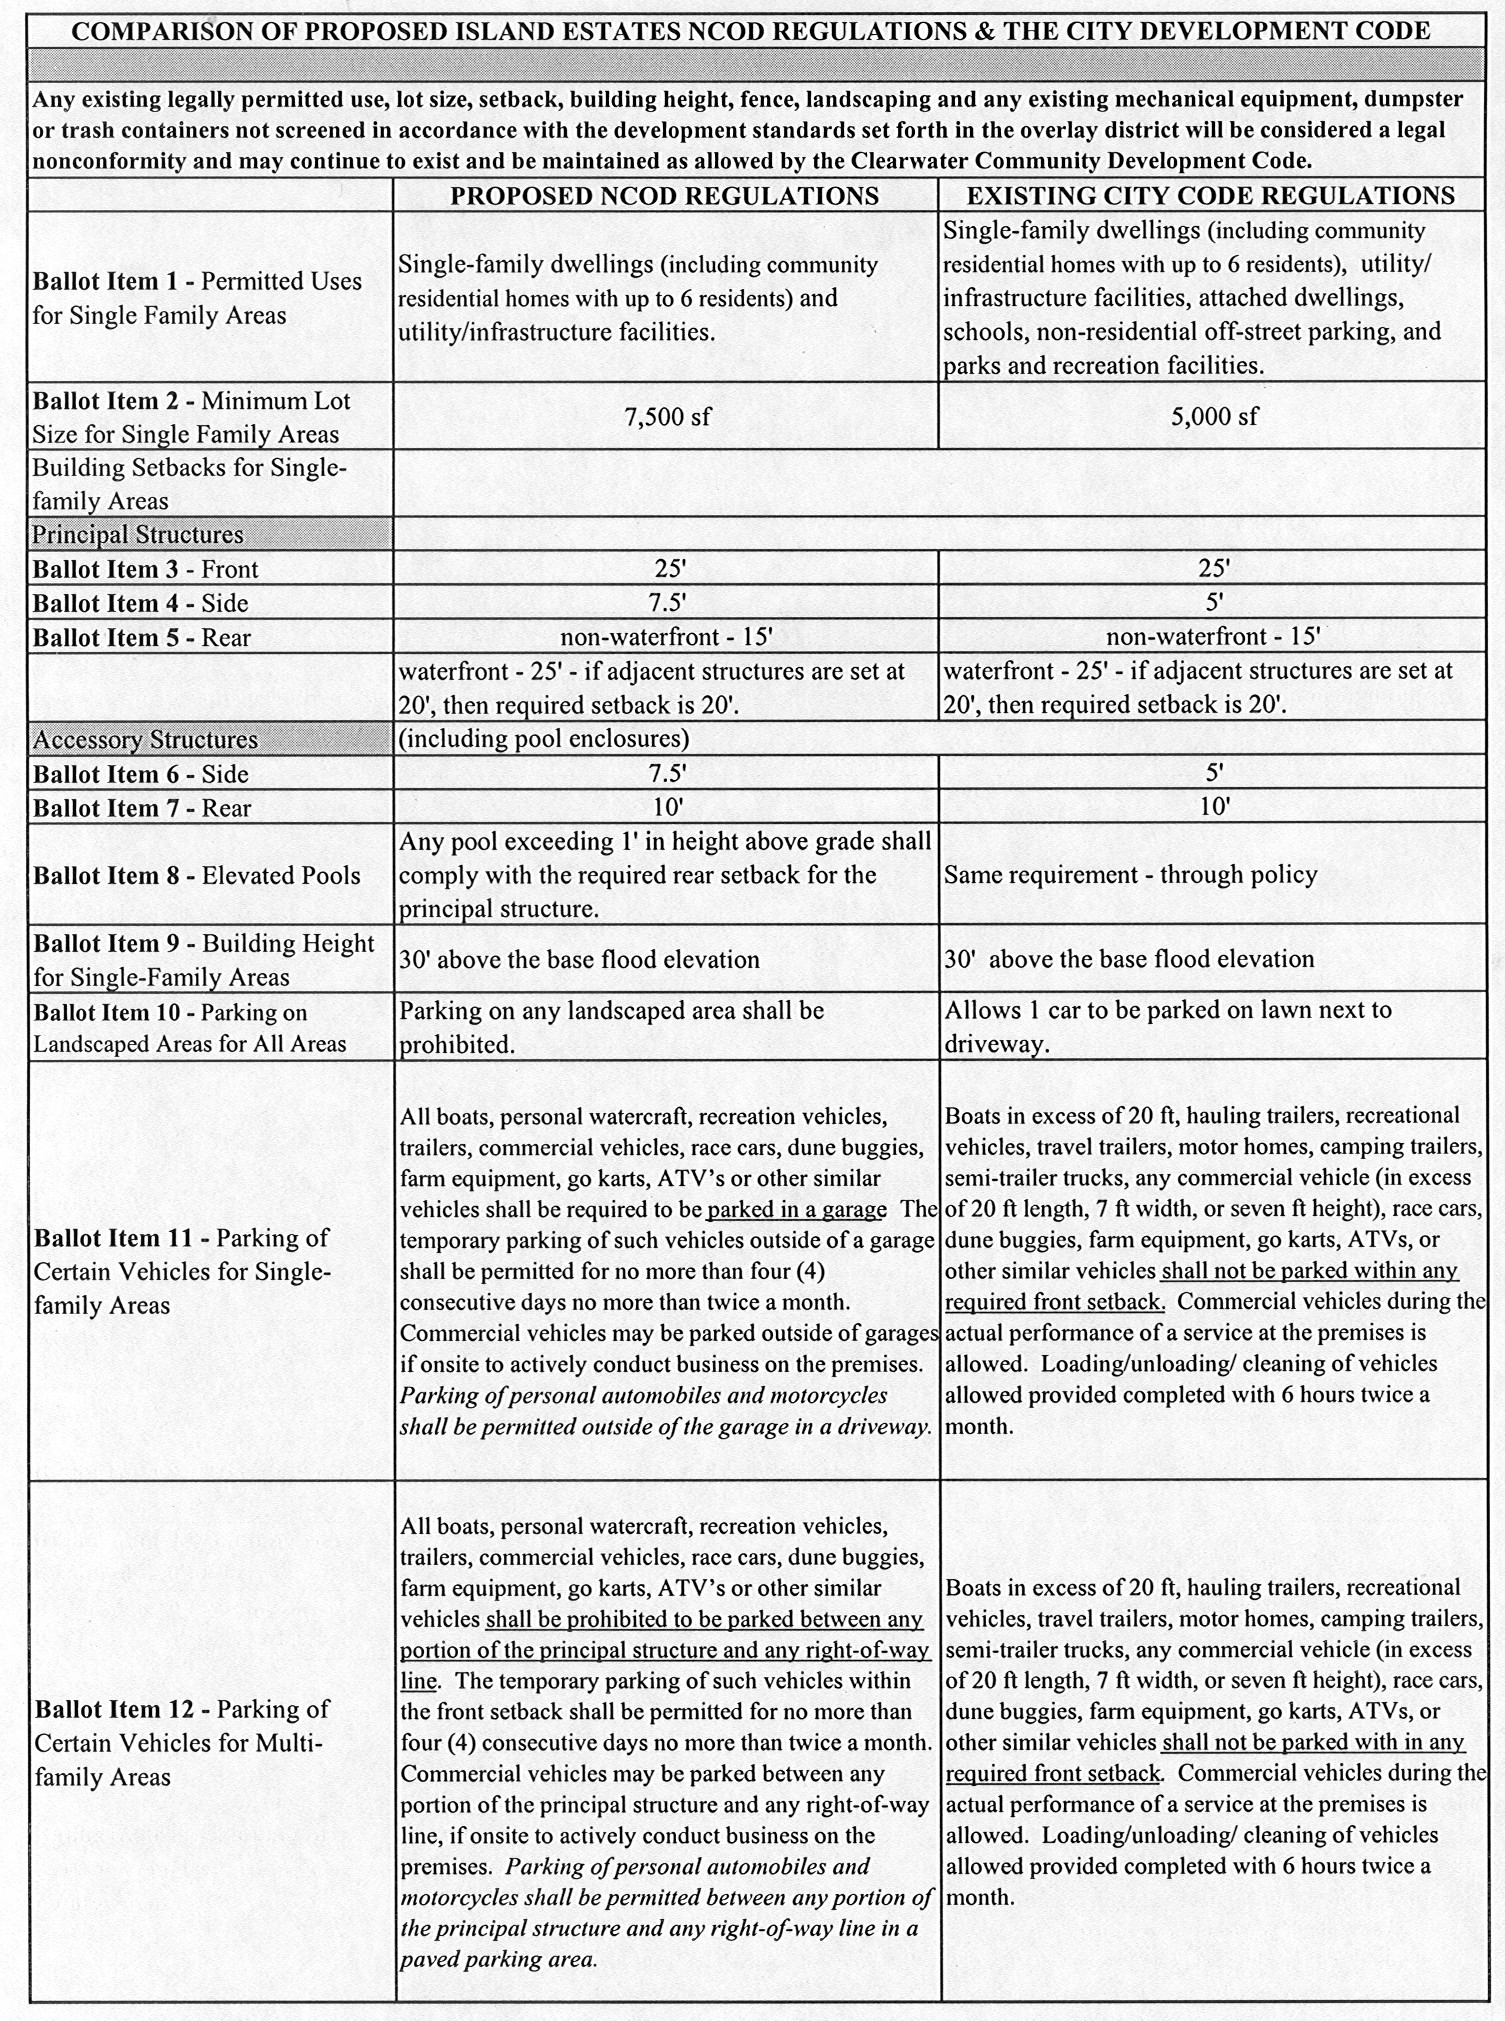 COMPARISON OF PROPOSED ISLAND ESTATES NCOD REGULATIONS & THE CITY DEVELOPMENT CODE
Any existing legally permitted use, lot size, setback, building height, fence, landscaping and any existing mechanical equipment, dumpster
or trash containers not screened in accordance with the development standards set forth in the overlay district will be considered a legal
nonconformity and may continue to exist and be maintained as allowed by the Clearwater Community Development Code.
PROPOSED NCOD REGULATIONS
EXISTING CITY CODE REGULATIONS
Ballot Item 1 - Permitted Uses
for Single Family Areas
Single-family dwellings (including community
residential homes with up to 6 residents) and
utility/infrastructure facilities.
Single-family dwellings (including community
residential homes with up to 6 residents), utility/
infrastructure facilities, attached dwellings,
schools, non-residential off-street parking, and
parks and recreation facilities.
Ballot Item 2 - Minimum Lot
Size for Single Family Areas
7,500 sf
5,000 sf
Building Setbacks for Single-
family Areas
Principal Structures
Ballot Item 3 - Front
25'
25'
Ballot Item 4 - Side
7.5'
5'
Ballot Item 5 - Rear
non-waterfront - 15'
non-waterfront - 15'
waterfront - 25' - if adjacent structures are set at
20', then required setback is 20'.
waterfront - 25' - if adjacent structures are set at
20', then required setback is 20'.
Accessory Structures
(including pool enclosures)
Ballot Item 6 - Side
7.5'
5'
Ballot Item 7 - Rear
10'
10'
Ballot Item 8 - Elevated Pools
Any pool exceeding 1' in height above grade shall
comply with the required rear setback for the
principal structure.
Same requirement - through policy
Ballot Item 9 - Building Height
for Single-Family Areas
30' above the base flood elevation
30' above the base flood elevation
Ballot Item 10 - Parking on
Landscaped Areas for All Areas
Parking on any landscaped area shall be
prohibited.
Allows 1 car to be parked on lawn next to
driveway.
Ballot Item 11 - Parking of
Certain Vehicles for Single-
family Areas
All boats, personal watercraft, recreation vehicles,
trailers, commercial vehicles, race cars, dune buggies,
farm equipment, go karts, ATV's or other similar
vehicles shall be required to be parked in a garage The
temporary parking of such vehicles outside of a garage
shall be permitted for no more than four (4)
consecutive days no more than twice a month.
Commercial vehicles may be parked outside of garages
if onsite to actively conduct business on the premises.
Parking of personal automobiles and motorcycles
shall be permitted outside of the garage in a driveway.
Boats in excess of 20 ft, hauling trailers, recreational
vehicles, travel trailers, motor homes, camping trailers,
semi-trailer trucks, any commercial vehicle (in excess
of 20 ft length, 7 ft width, or seven ft height), race cars,
dune buggies, farm equipment, go karts, ATVs, or
other similar vehicles shall not be parked within any
required front setback. Commercial vehicles during the
actual performance of a service at the premises is
allowed. Loading/unloading/ cleaning of vehicles
allowed provided completed with 6 hours twice a
month.
Ballot Item 12 - Parking of
Certain Vehicles for Multi-
family Areas
All boats, personal watercraft, recreation vehicles,
trailers, commercial vehicles, race cars, dune buggies,
farm equipment, go karts, ATV's or other similar
vehicles shall be prohibited to be parked between any
portion of the principal structure and any right-of-way
line. The temporary parking of such vehicles within
the front setback shall be permitted for no more than
four (4) consecutive days no more than twice a month.
Commercial vehicles may be parked between any
portion of the principal structure and any right-of-way
line, if onsite to actively conduct business on the
premises. Parking of personal automobiles and
motorcycles shall be permitted between any portion of
the principal structure and any right-of-way line in a
paved parking area.
Boats in excess of 20 ft, hauling trailers, recreational
vehicles, travel trailers, motor homes, camping trailers,
semi-trailer trucks, any commercial vehicle (in excess
of 20 ft length, 7 ft width, or seven ft height), race cars,
dune buggies, farm equipment, go karts, ATVs, or
other similar vehicles shall not be parked with in any
required front setback. Commercial vehicles during the
actual performance of a service at the premises is
allowed. Loading/unloading/ cleaning of vehicles
allowed provided completed with 6 hours twice a
month.